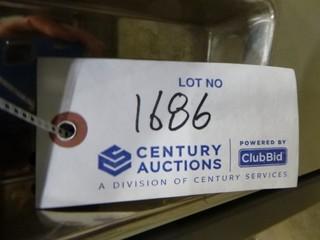 LOT NO
1686
CENTURY AUCTIONS
POWERED BY
ClubBid
A DIVISION OF CENTURY SERVICES